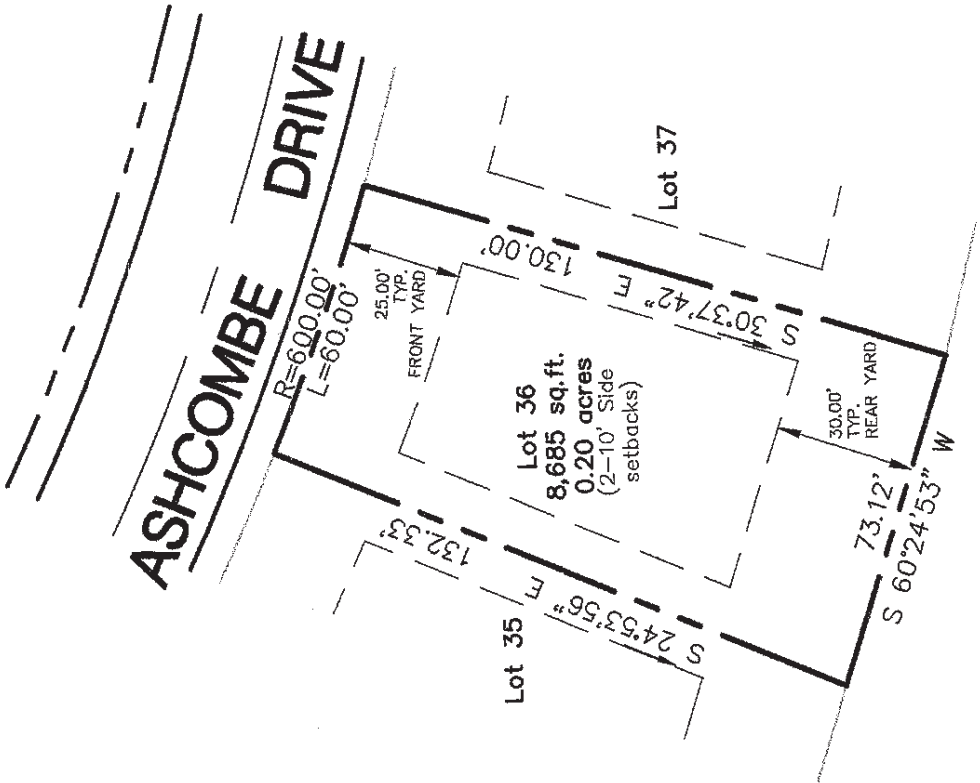 ASHCOMBE DRIVE
R=600.00'
L=60.00'
25.00'
TYP.
FRONT YARD
Lot 37
130.00'
S 30°37'42" E
Lot 36
8,685 sq.ft.
0.20 acres
(2-10' Side
setbacks)
132.33'
S 24°53'56" E
Lot 35
30.00'
TYP.
REAR YARD
73.12'
S 60°24'53" W